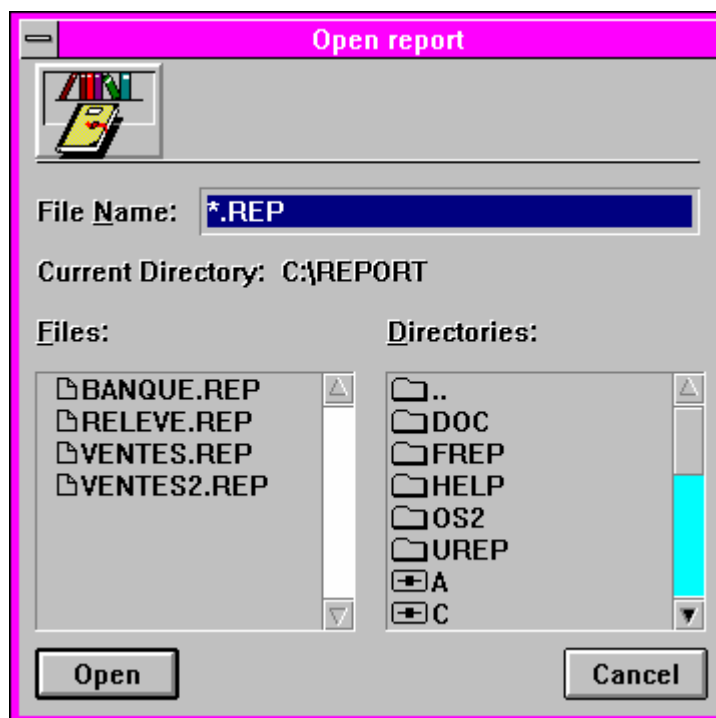 Open report
File Name: *.REP
Current Directory: C:\REPORT
Files:
BANQUE.REP
RELEVE.REP
VENTES.REP
VENTES2.REP
Directories:
..
DOC
FREP
HELP
OS2
UREP
A
C
Open
Cancel